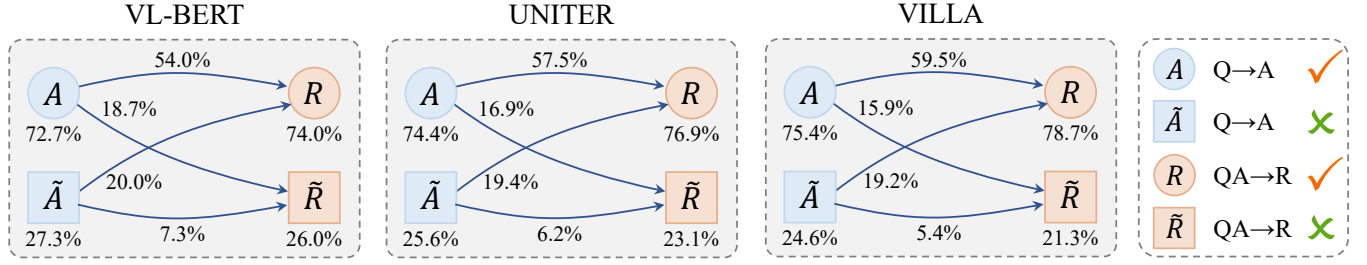 VL-BERT
54.0%
A
R
18.7%
72.7%
74.0%
Ã
R̃
20.0%
27.3%
7.3%
26.0%
UNITER
57.5%
A
R
16.9%
74.4%
76.9%
Ã
R̃
19.4%
25.6%
6.2%
23.1%
VILLA
59.5%
A
R
15.9%
75.4%
78.7%
Ã
R̃
19.2%
24.6%
5.4%
21.3%
A Q→A ✓
Ã Q→A ✗
R QA→R ✓
R̃ QA→R ✗